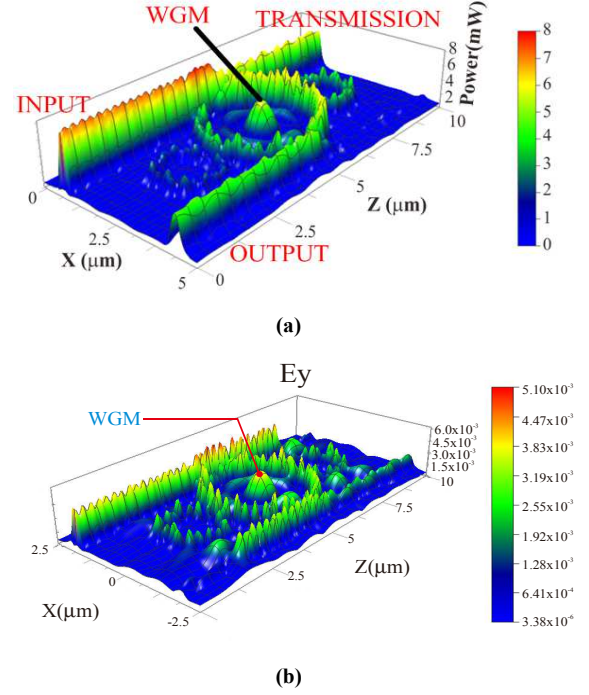 WGM
TRANSMISSION
INPUT
OUTPUT
Power(mW)
8
6
4
2
10
7.5
5
2.5
0
Z (μm)
0
2.5
5
X (μm)
8
7
6
5
4
3
2
1
0
(a)
Ey
WGM
6.0x10⁻³
4.5x10⁻³
3.0x10⁻³
1.5x10⁻³
10
7.5
5
2.5
Z(μm)
2.5
0
-2.5
X(μm)
5.10x10⁻³
4.47x10⁻³
3.83x10⁻³
3.19x10⁻³
2.55x10⁻³
1.92x10⁻³
1.28x10⁻³
6.41x10⁻⁴
3.38x10⁻⁶
(b)